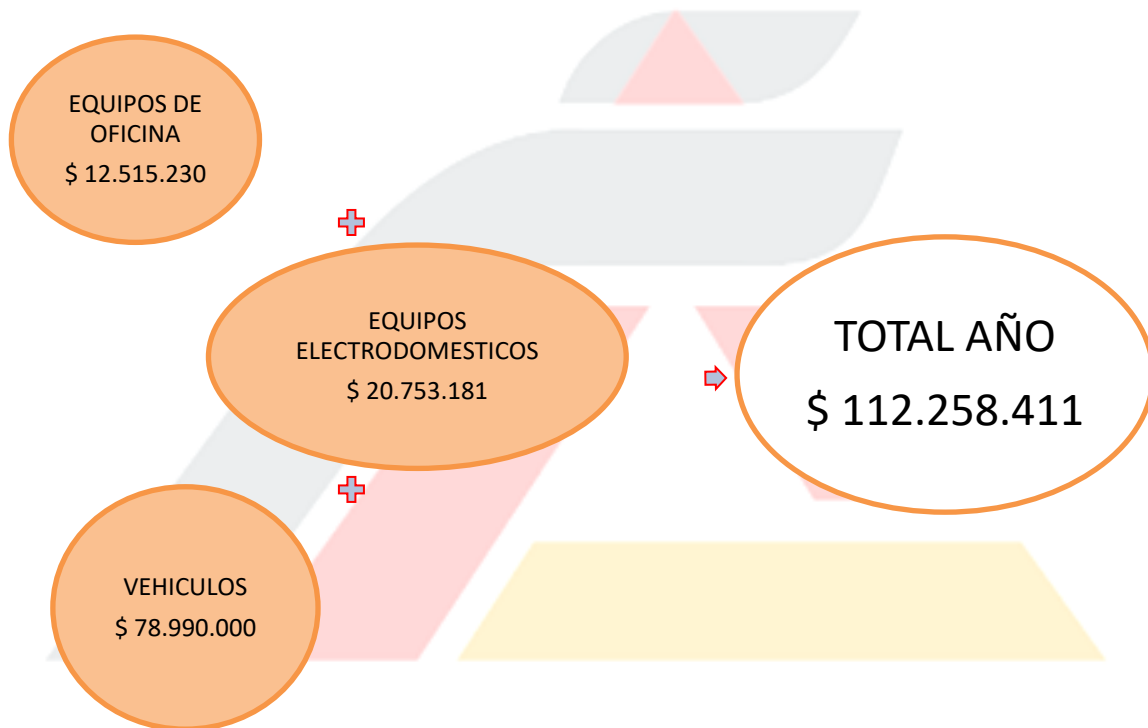 EQUIPOS DE
OFICINA
$ 12.515.230
EQUIPOS
ELECTRODOMESTICOS
$ 20.753.181
VEHICULOS
$ 78.990.000
TOTAL AÑO
$ 112.258.411